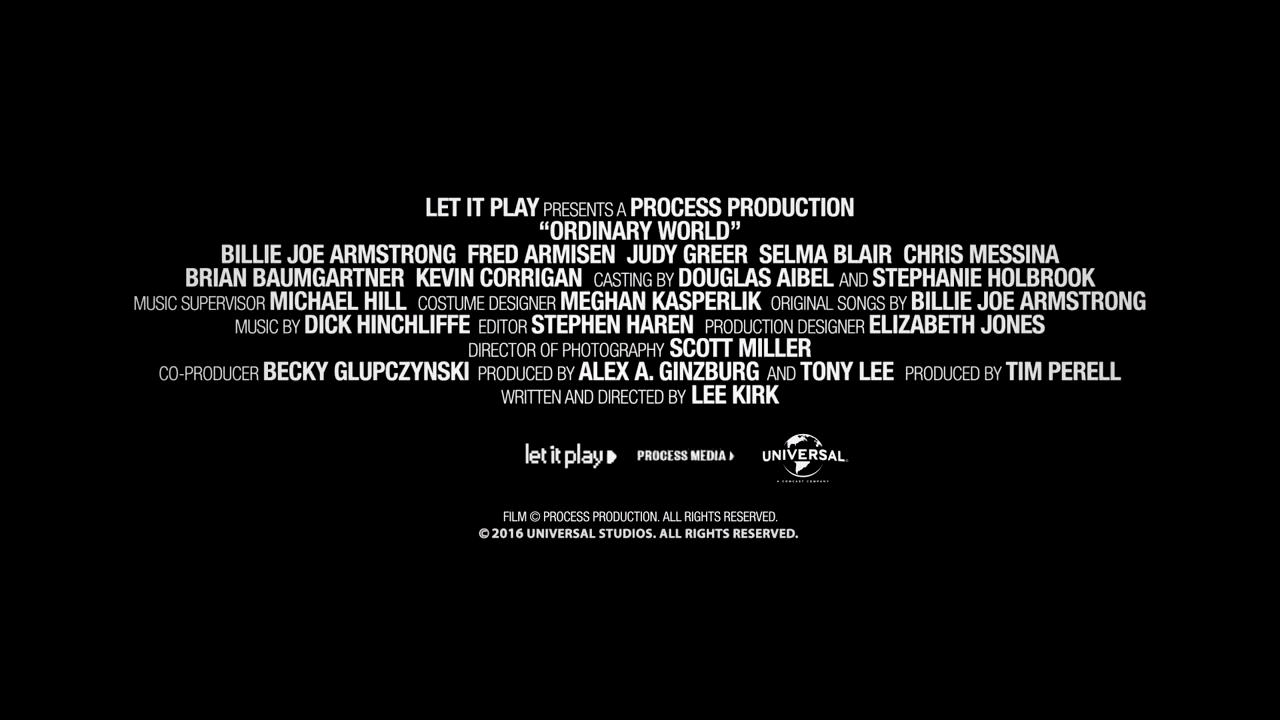 LET IT PLAY PRESENTS A PROCESS PRODUCTION
“ORDINARY WORLD”
BILLIE JOE ARMSTRONG FRED ARMISEN JUDY GREER SELMA BLAIR CHRIS MESSINA
BRIAN BAUMGARTNER KEVIN CORRIGAN CASTING BY DOUGLAS AIBEL AND STEPHANIE HOLBROOK
MUSIC SUPERVISOR MICHAEL HILL COSTUME DESIGNER MEGHAN KASPERLIK ORIGINAL SONGS BY BILLIE JOE ARMSTRONG
MUSIC BY DICK HINCHLIFFE EDITOR STEPHEN HAREN PRODUCTION DESIGNER ELIZABETH JONES
DIRECTOR OF PHOTOGRAPHY SCOTT MILLER
CO-PRODUCER BECKY GLUPCZYNSKI PRODUCED BY ALEX A. GINZBURG AND TONY LEE PRODUCED BY TIM PERELL
WRITTEN AND DIRECTED BY LEE KIRK
let it play PROCESS MEDIA UNIVERSAL
A COMCAST COMPANY
FILM © PROCESS PRODUCTION. ALL RIGHTS RESERVED.
© 2016 UNIVERSAL STUDIOS. ALL RIGHTS RESERVED.